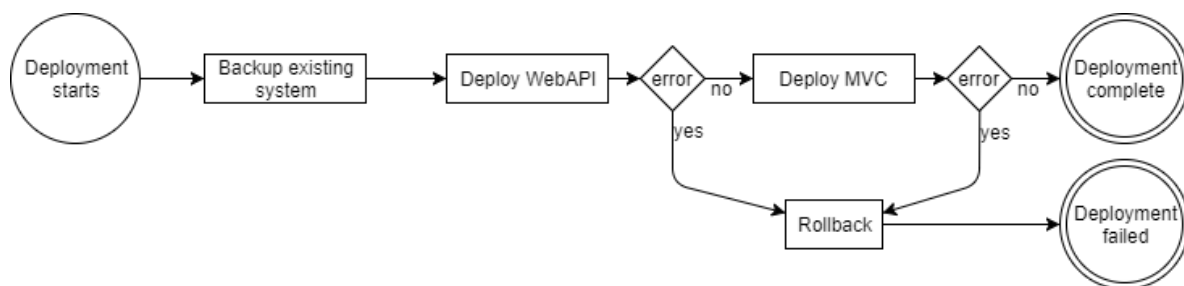 Deployment
starts
Backup existing
system
Deploy WebAPI
error
no
yes
Deploy MVC
error
no
yes
Deployment
complete
Rollback
Deployment
failed